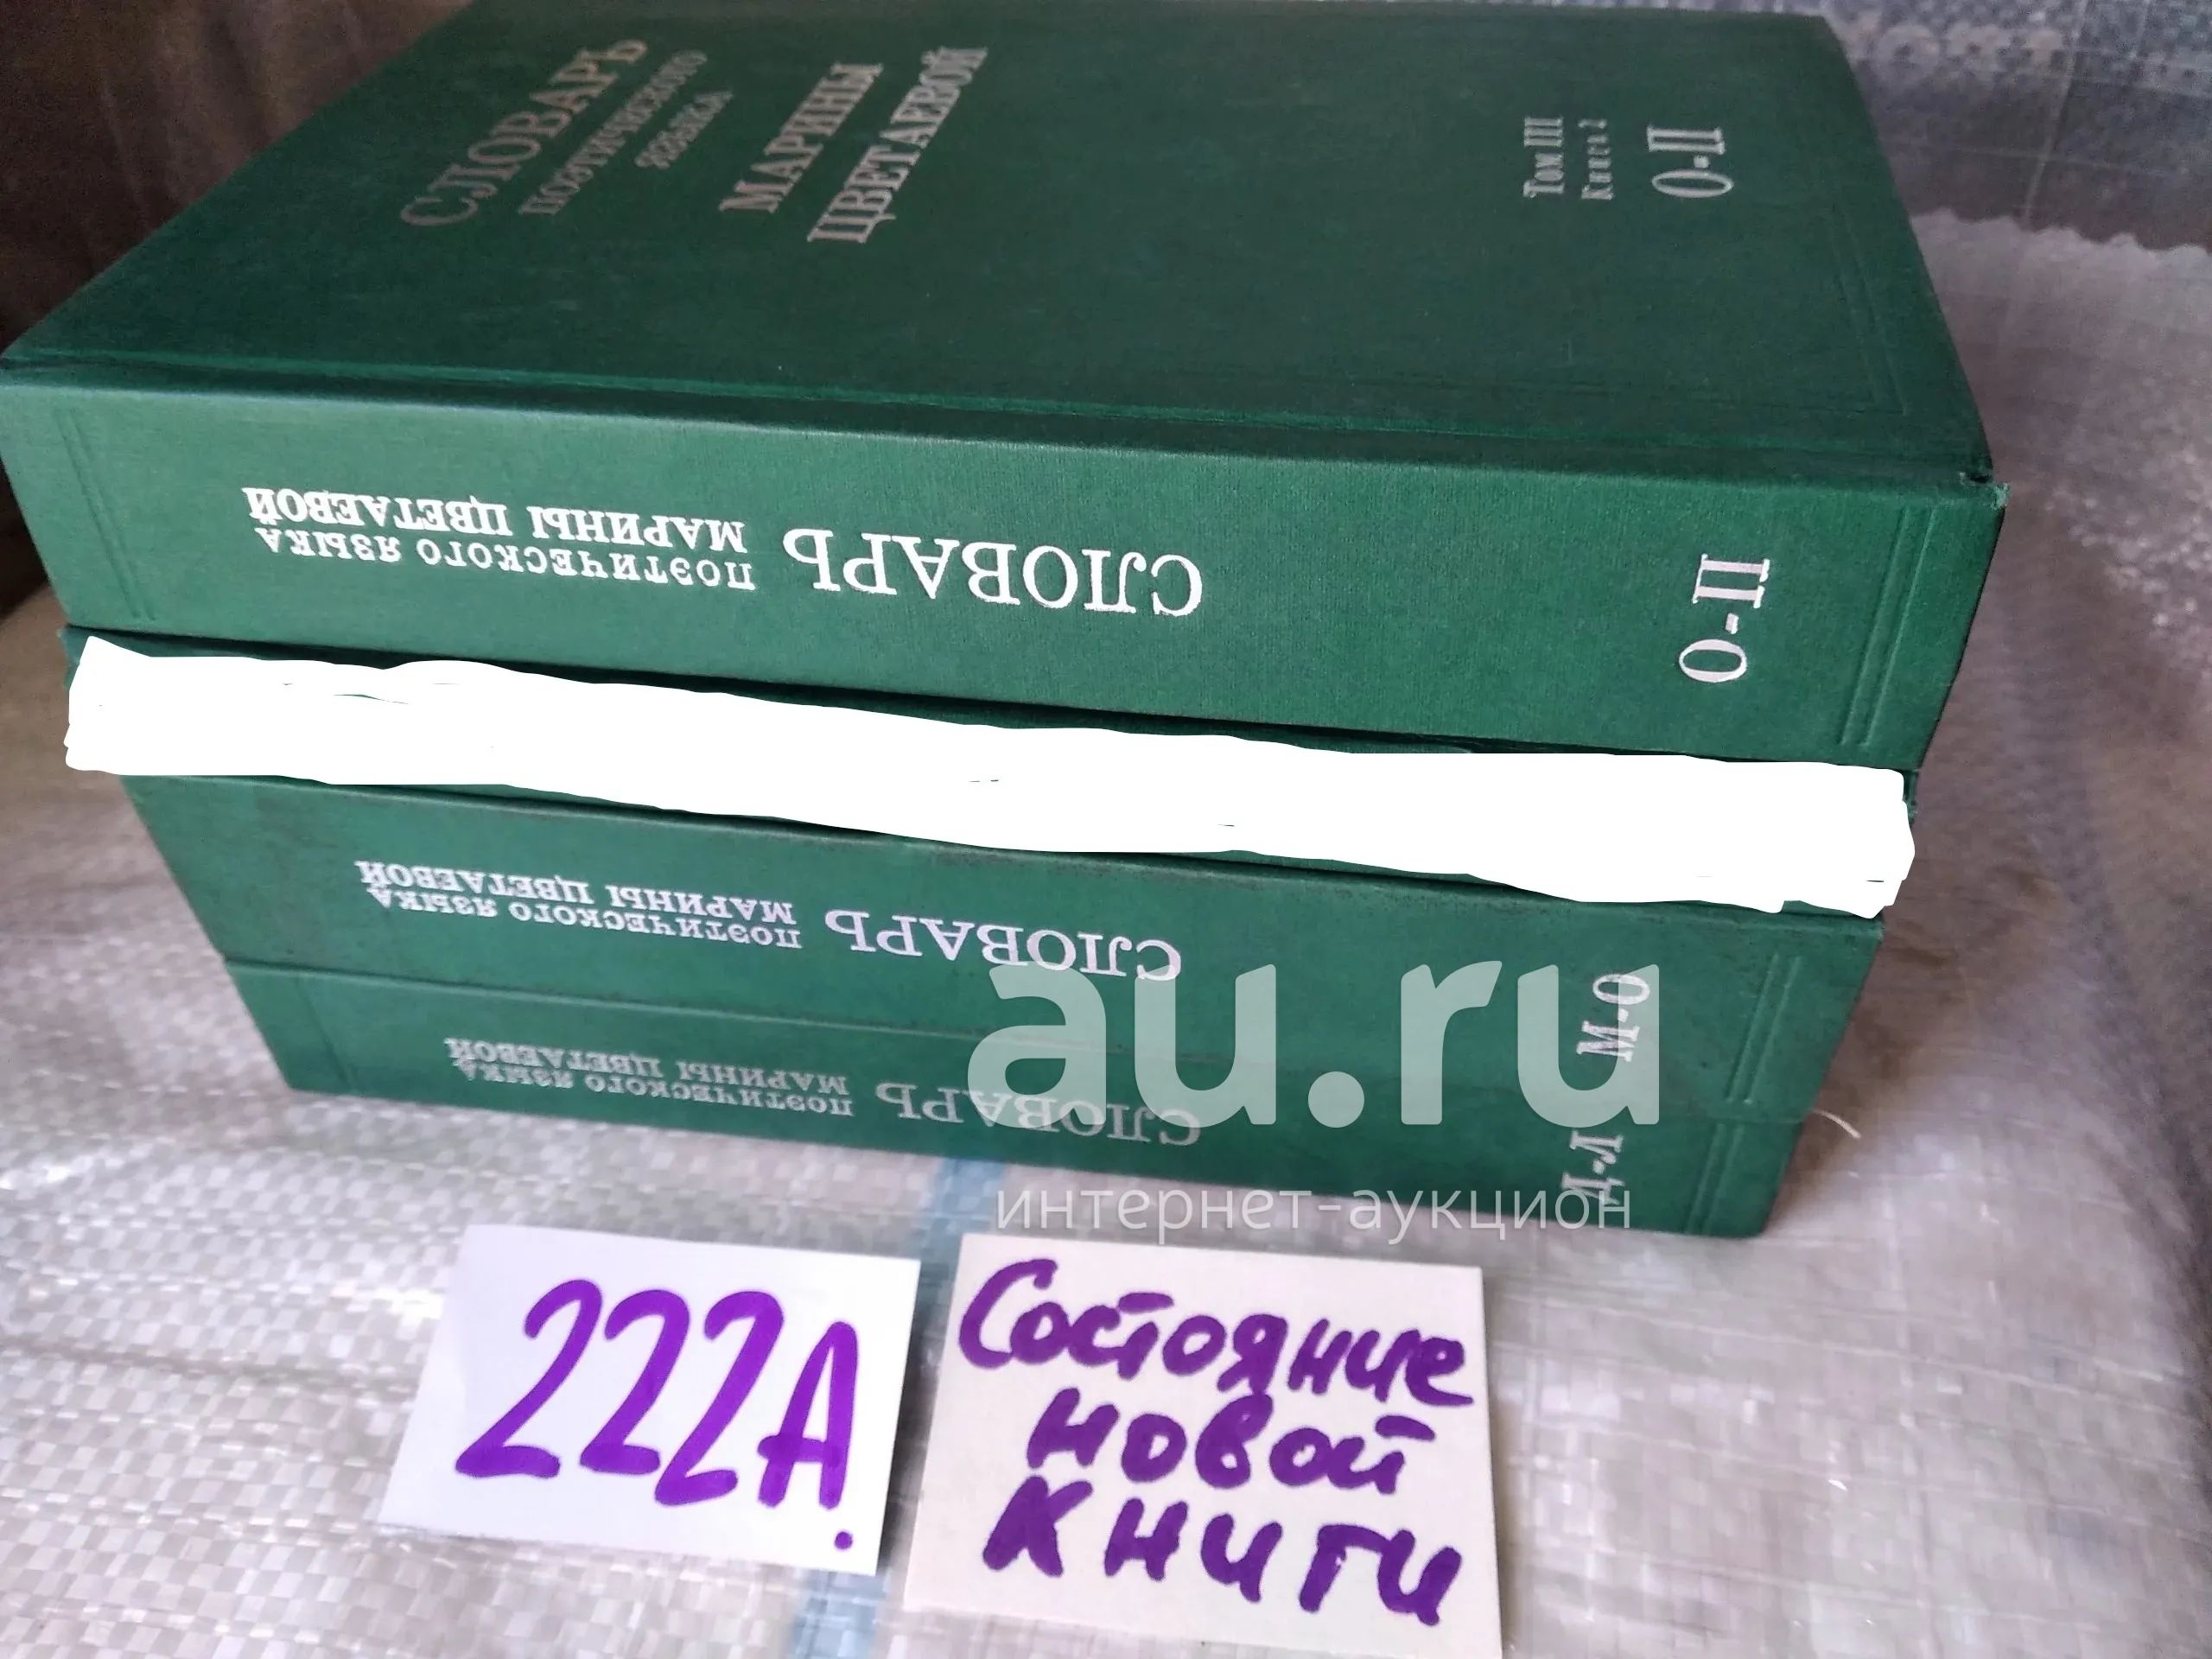 СЛОВАРЬ
ПОЭТИЧЕСКОГО
ЯЗЫКА
МАРИНЫ
ЦВЕТАЕВОЙ
Том III
Книга 2
О-П
СЛОВАРЬ
ПОЭТИЧЕСКОГО ЯЗЫКА
МАРИНЫ ЦВЕТАЕВОЙ
О-П
СЛОВАРЬ
ПОЭТИЧЕСКОГО ЯЗЫКА
МАРИНЫ ЦВЕТАЕВОЙ
М-О
СЛОВАРЬ
ПОЭТИЧЕСКОГО ЯЗЫКА
МАРИНЫ ЦВЕТАЕВОЙ
Д-Л
au.ru
интернет-аукцион
222А.
Состояние
новой
книги